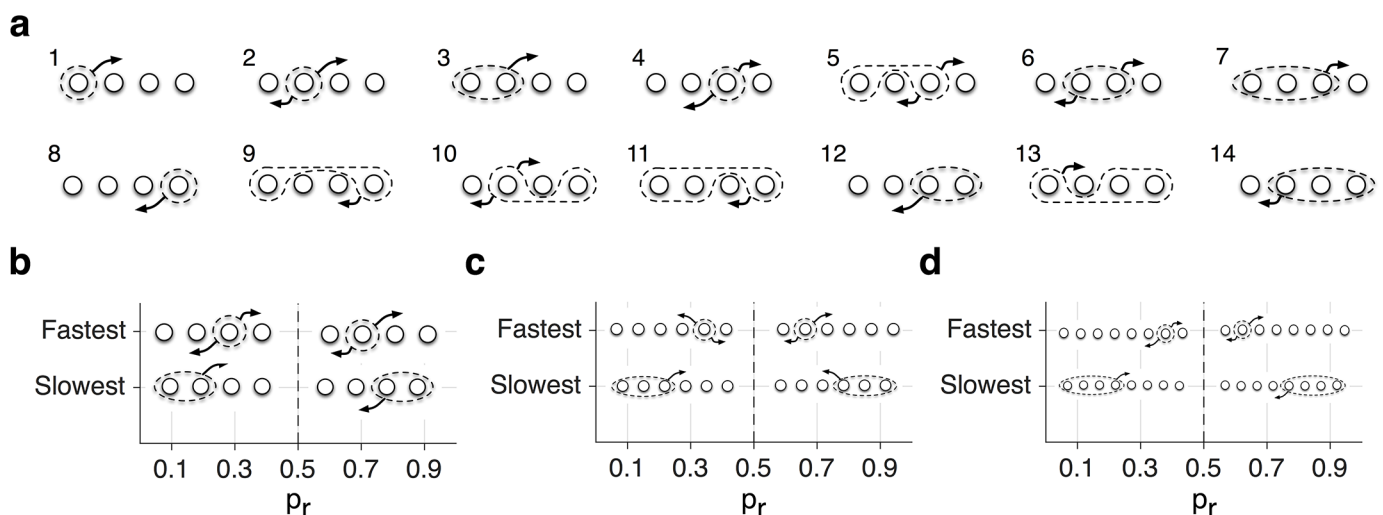 a
1 2 3 4 5 6 7
8 9 10 11 12 13 14
b c d
Fastest Fastest Fastest
Slowest Slowest Slowest
0.1 0.3 0.5 0.7 0.9 0.1 0.3 0.5 0.7 0.9 0.1 0.3 0.5 0.7 0.9
pr pr pr